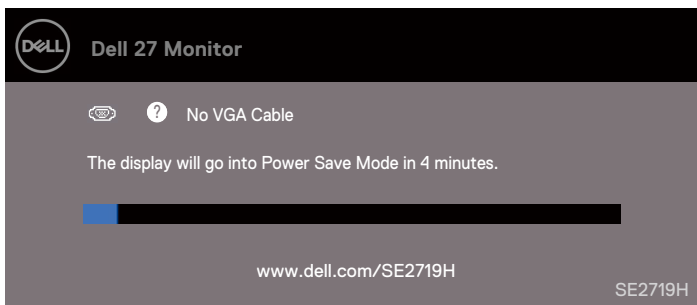 DELL
Dell 27 Monitor
? No VGA Cable
The display will go into Power Save Mode in 4 minutes.
www.dell.com/SE2719H
SE2719H